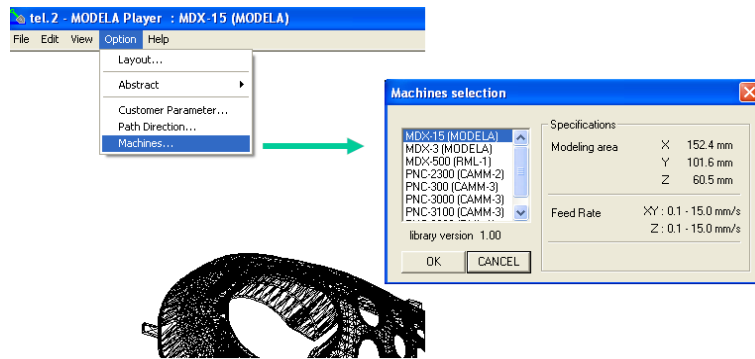 tel.2 - MODELA Player : MDX-15 (MODELA)
File Edit View Option Help
Layout...
Abstract
Customer Parameter...
Path Direction...
Machines...
Machines selection
MDX-15 (MODELA)
MDX-3 (MODELA)
MDX-500 (RML-1)
PNC-2300 (CAMM-2)
PNC-300 (CAMM-3)
PNC-3000 (CAMM-3)
PNC-3100 (CAMM-3)
library version 1.00
OK CANCEL
Specifications
Modeling area X 152.4 mm
Y 101.6 mm
Z 60.5 mm
Feed Rate XY : 0.1 - 15.0 mm/s
Z : 0.1 - 15.0 mm/s